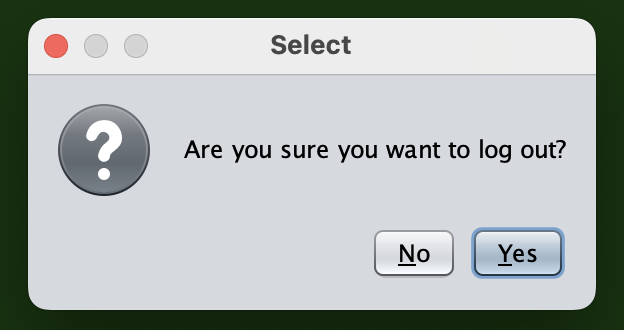 Select
Are you sure you want to log out?
No
Yes